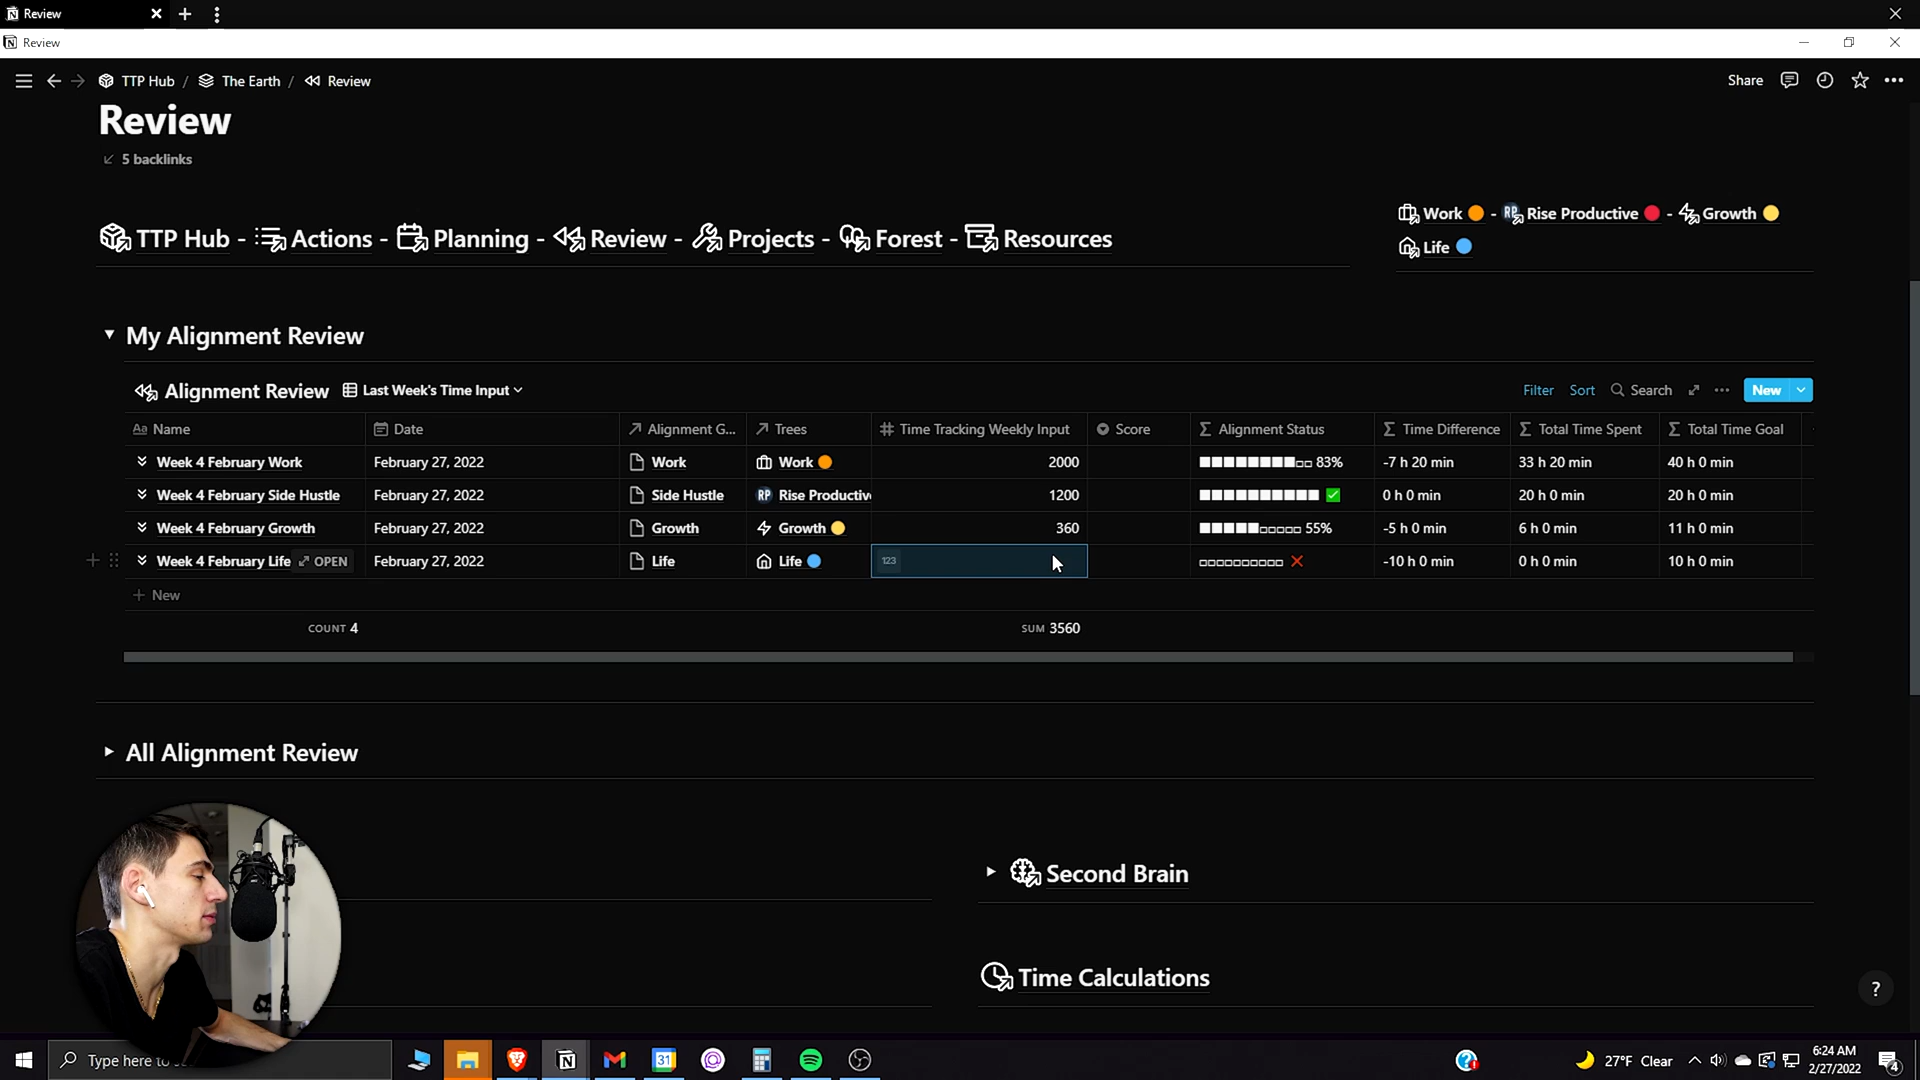 Review
Review
TTP Hub / The Earth / Review
Share
Review
5 backlinks
TTP Hub - Actions - Planning - Review - Projects - Forest - Resources
Work - RP Rise Productive - Growth
Life
My Alignment Review
Alignment Review Last Week's Time Input
Filter Sort Search New
Aa Name Date Alignment G... Trees # Time Tracking Weekly Input Score Σ Alignment Status Σ Time Difference Σ Total Time Spent Σ Total Time Goal
Week 4 February Work February 27, 2022 Work Work 2000 83% -7 h 20 min 33 h 20 min 40 h 0 min
Week 4 February Side Hustle February 27, 2022 Side Hustle RP Rise Productiv 1200 0 h 0 min 20 h 0 min 20 h 0 min
Week 4 February Growth February 27, 2022 Growth Growth 360 55% -5 h 0 min 6 h 0 min 11 h 0 min
Week 4 February Life OPEN February 27, 2022 Life Life 123 -10 h 0 min 0 h 0 min 10 h 0 min
+ New
COUNT 4 SUM 3560
All Alignment Review
Second Brain
Time Calculations
?
Type here to
31
27°F Clear
6:24 AM
2/27/2022
4